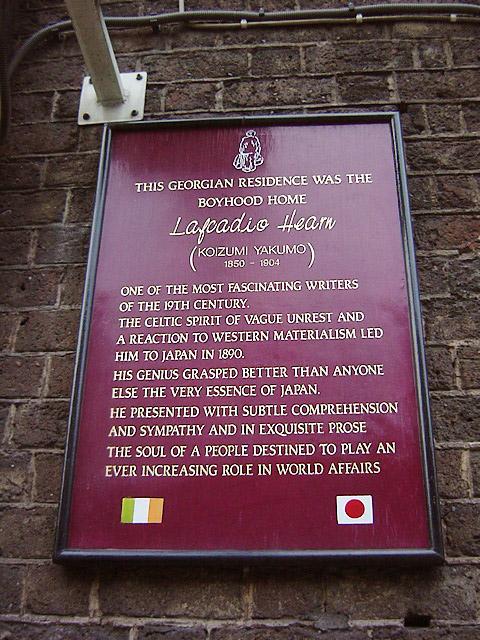 THIS GEORGIAN RESIDENCE WAS THE
BOYHOOD HOME
Lafcadio Hearn
(KOIZUMI YAKUMO)
1850 - 1904
ONE OF THE MOST FASCINATING WRITERS
OF THE 19TH CENTURY.
THE CELTIC SPIRIT OF VAGUE UNREST AND
A REACTION TO WESTERN MATERIALISM LED
HIM TO JAPAN IN 1890.
HIS GENIUS GRASPED BETTER THAN ANYONE
ELSE THE VERY ESSENCE OF JAPAN.
HE PRESENTED WITH SUBTLE COMPREHENSION
AND SYMPATHY AND IN EXQUISITE PROSE
THE SOUL OF A PEOPLE DESTINED TO PLAY AN
EVER INCREASING ROLE IN WORLD AFFAIRS